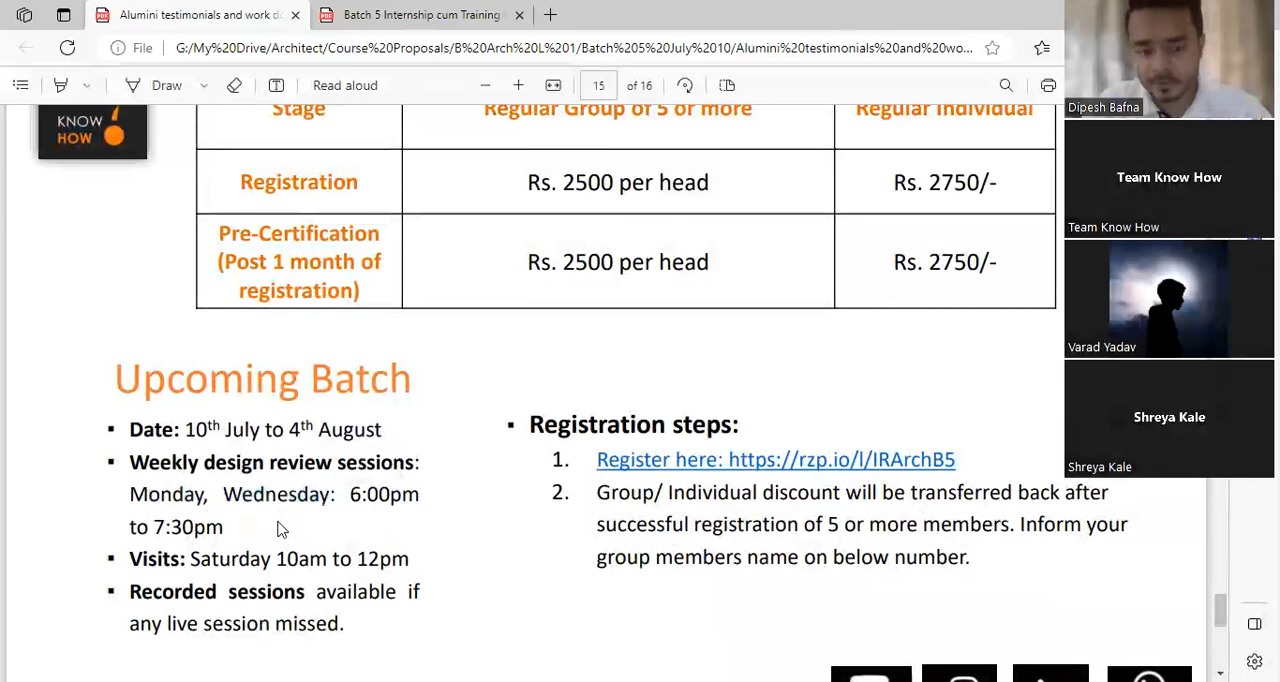 Alumini testimonials and work d
Batch 5 Internship cum Training
File
G:/My%20Drive/Architect/Course%20Proposals/B%20Arch%20L%201/Batch%205%20July%2010/Alumini%20testimonials%20and%20wo...
Draw
Read aloud
15 of 16
KNOW
HOW
Stage
Regular Group of 5 or more
Regular Individual
Registration
Rs. 2500 per head
Rs. 2750/-
Pre-Certification
(Post 1 month of
registration)
Rs. 2500 per head
Rs. 2750/-
Upcoming Batch
▪ Date: 10th July to 4th August
▪ Weekly design review sessions:
Monday, Wednesday: 6:00pm
to 7:30pm
▪ Visits: Saturday 10am to 12pm
▪ Recorded sessions available if
any live session missed.
▪ Registration steps:
1. Register here: https://rzp.io/l/IRArchB5
2. Group/ Individual discount will be transferred back after
successful registration of 5 or more members. Inform your
group members name on below number.
Dipesh Bafna
Team Know How
Team Know How
Varad Yadav
Shreya Kale
Shreya Kale